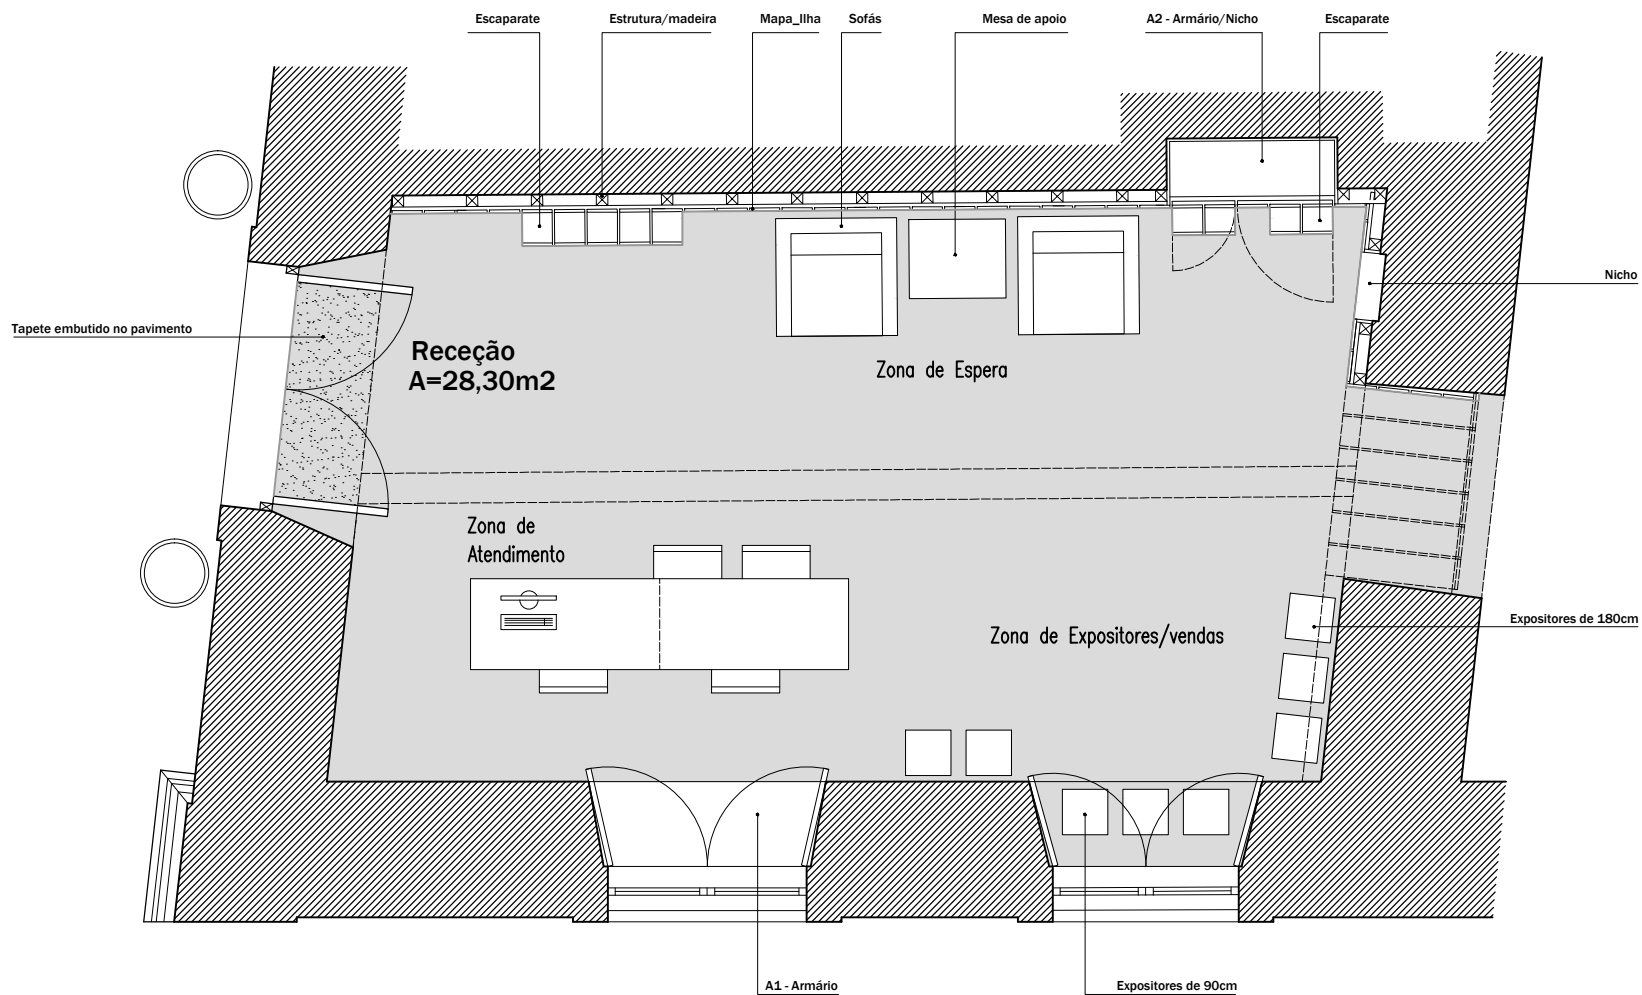 Escaparate
Estrutura/madeira
Mapa_Ilha
Sofás
Mesa de apoio
A2 - Armário/Nicho
Escaparate
Nicho
Tapete embutido no pavimento
Receção
A=28,30m2
Zona de Espera
Zona de
Atendimento
Zona de Expositores/vendas
Expositores de 180cm
A1 - Armário
Expositores de 90cm